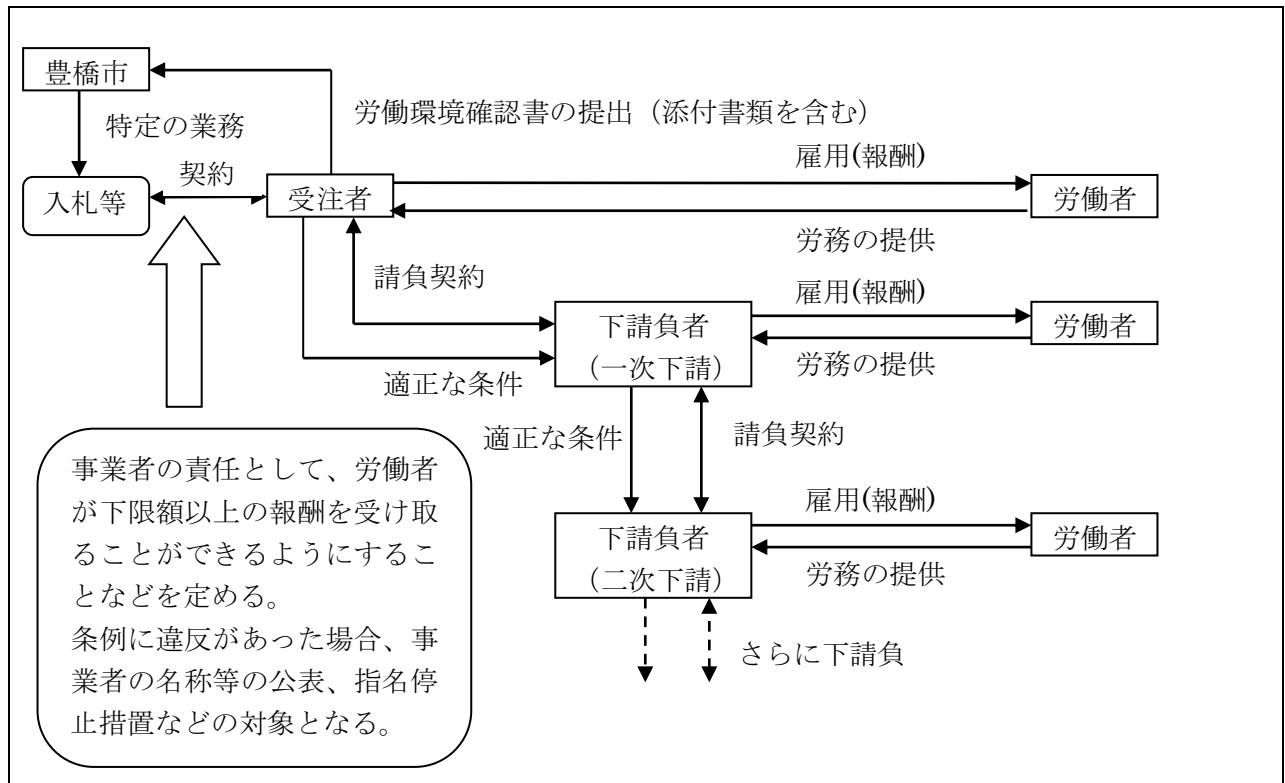 豊橋市
労働環境確認書の提出（添付書類を含む）
特定の業務
雇用(報酬)
契約
入札等
受注者
労働者
労務の提供
請負契約
雇用(報酬)
下請負者
（一次下請）
労働者
労務の提供
適正な条件
適正な条件
請負契約
事業者の責任として、労働者
が下限額以上の報酬を受け取
ることができるようにするこ
となどを定める。
条例に違反があった場合、事
業者の名称等の公表、指名停
止措置などの対象となる。
雇用(報酬)
下請負者
（二次下請）
労働者
労務の提供
さらに下請負